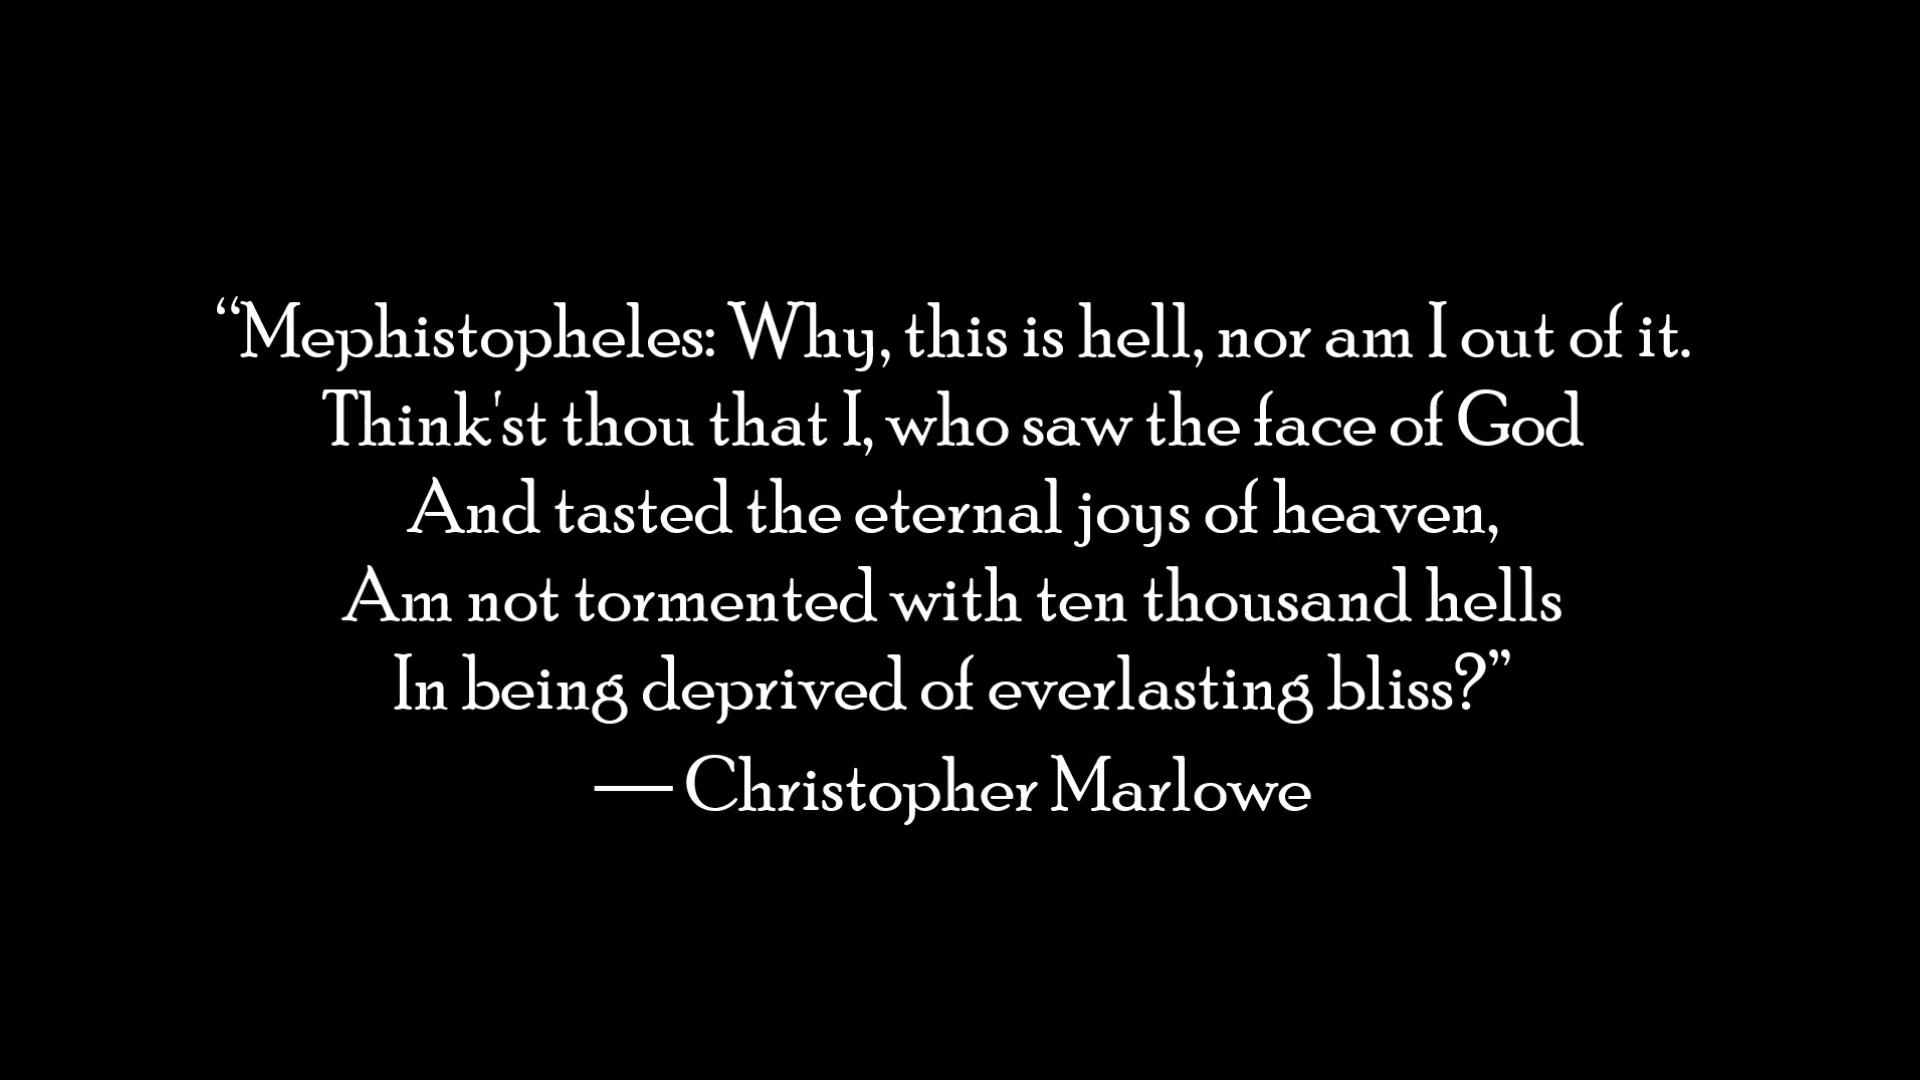 “Mephistopheles: Why, this is hell, nor am I out of it.
Think'st thou that I, who saw the face of God
And tasted the eternal joys of heaven,
Am not tormented with ten thousand hells
In being deprived of everlasting bliss?”
— Christopher Marlowe